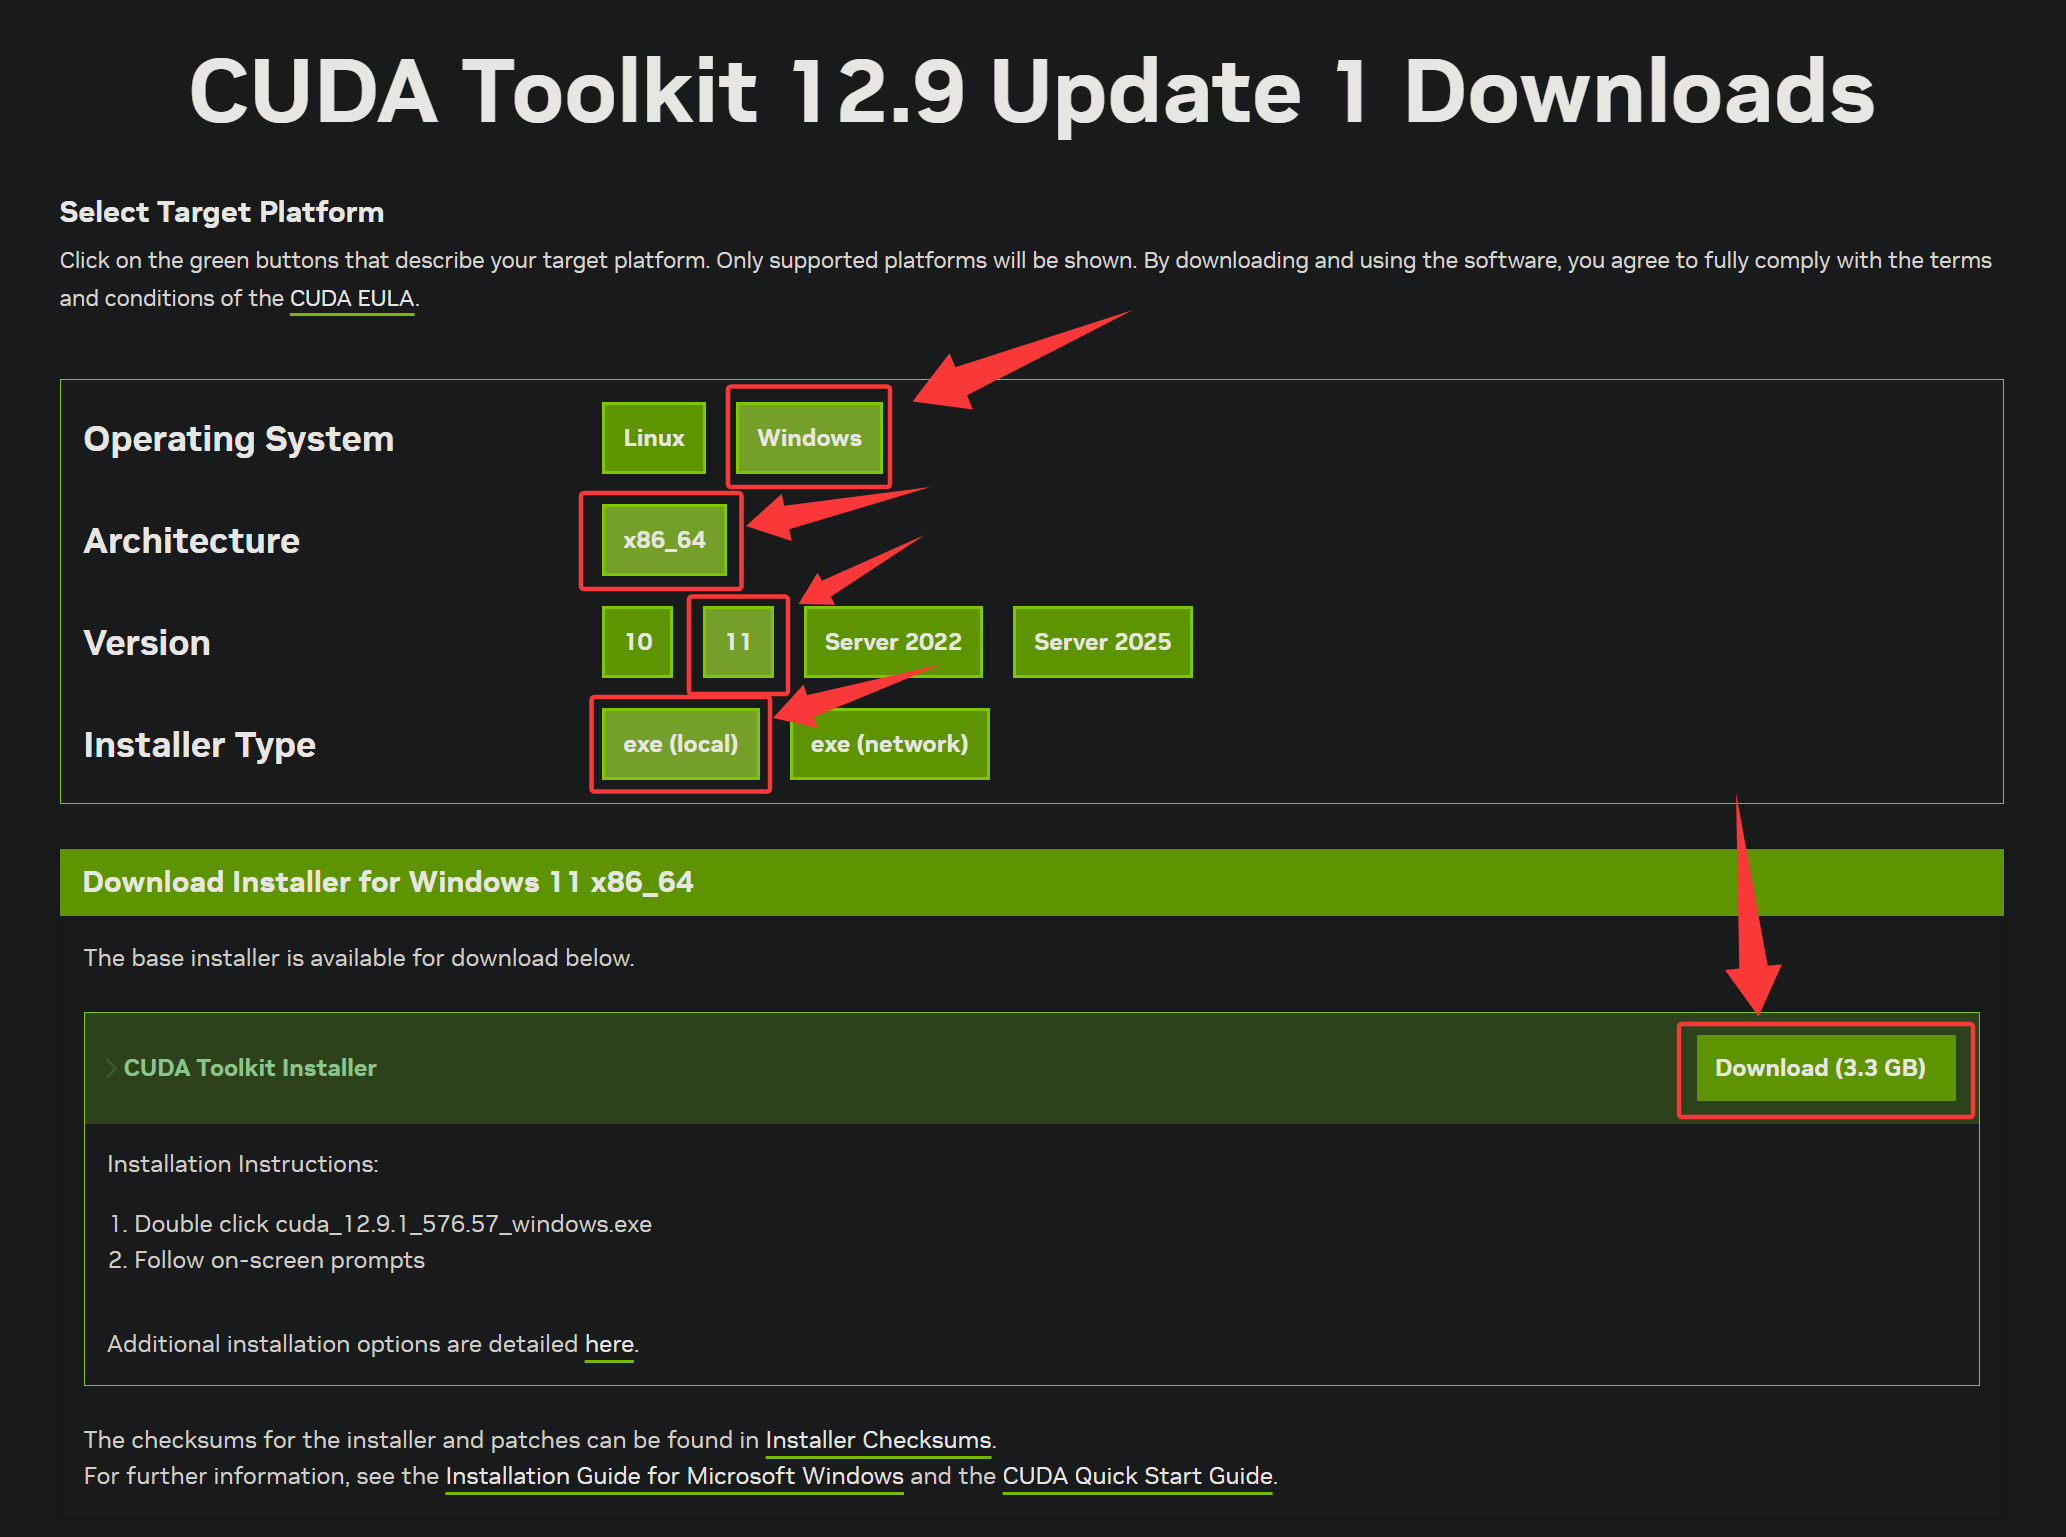 CUDA Toolkit 12.9 Update 1 Downloads
Select Target Platform
Click on the green buttons that describe your target platform. Only supported platforms will be shown. By downloading and using the software, you agree to fully comply with the terms
and conditions of the CUDA EULA.
Operating System Linux Windows
Architecture x86_64
Version 10 11 Server 2022 Server 2025
Installer Type exe (local) exe (network)
Download Installer for Windows 11 x86_64
The base installer is available for download below.
CUDA Toolkit Installer Download (3.3 GB)
Installation Instructions:
1. Double click cuda_12.9.1_576.57_windows.exe
2. Follow on-screen prompts
Additional installation options are detailed here.
The checksums for the installer and patches can be found in Installer Checksums.
For further information, see the Installation Guide for Microsoft Windows and the CUDA Quick Start Guide.